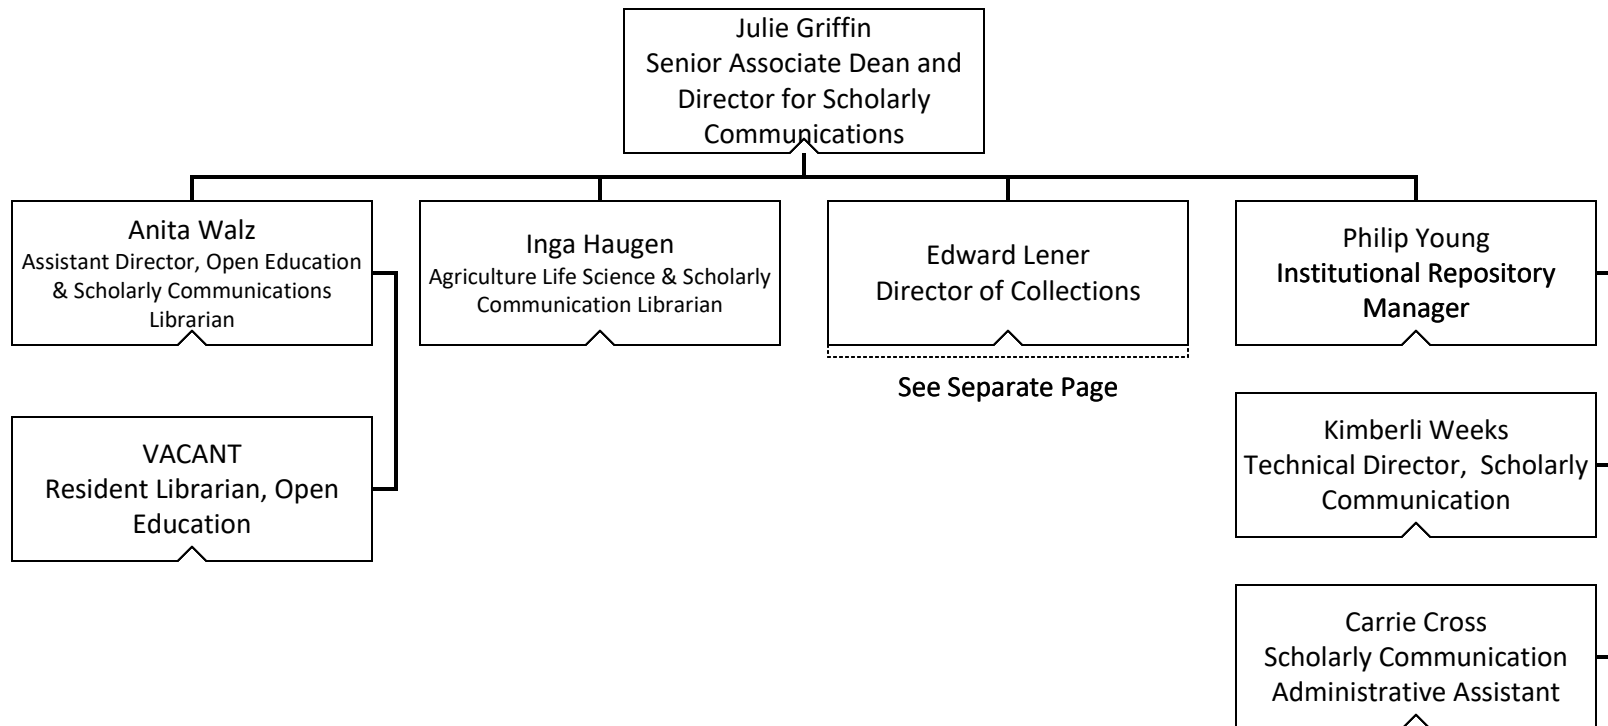 Julie Griffin
Senior Associate Dean and
Director for Scholarly
Communications
Anita Walz
Assistant Director, Open Education
& Scholarly Communications
Librarian
Inga Haugen
Agriculture Life Science & Scholarly
Communication Librarian
Edward Lener
Director of Collections
See Separate Page
Philip Young
Institutional Repository
Manager
VACANT
Resident Librarian, Open
Education
Kimberli Weeks
Technical Director, Scholarly
Communication
Carrie Cross
Scholarly Communication
Administrative Assistant